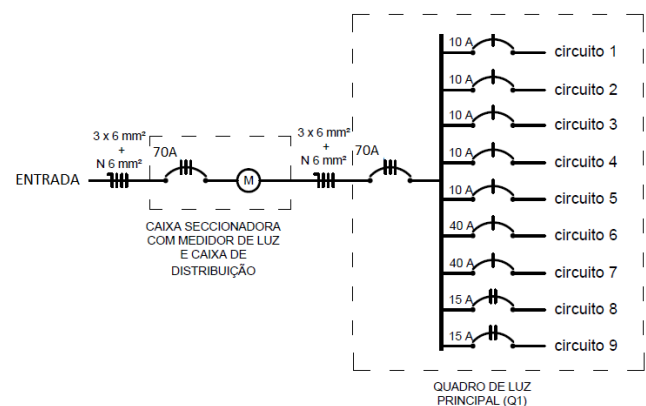 3 x 6 mm²
+
N 6 mm²
70A
ENTRADA
M
CAIXA SECCIONADORA
COM MEDIDOR DE LUZ
E CAIXA DE
DISTRIBUIÇÃO
3 x 6 mm²
+
N 6 mm²
70A
10 A circuito 1
10 A circuito 2
10 A circuito 3
10 A circuito 4
10 A circuito 5
40 A circuito 6
40 A circuito 7
15 A circuito 8
15 A circuito 9
QUADRO DE LUZ
PRINCIPAL (Q1)